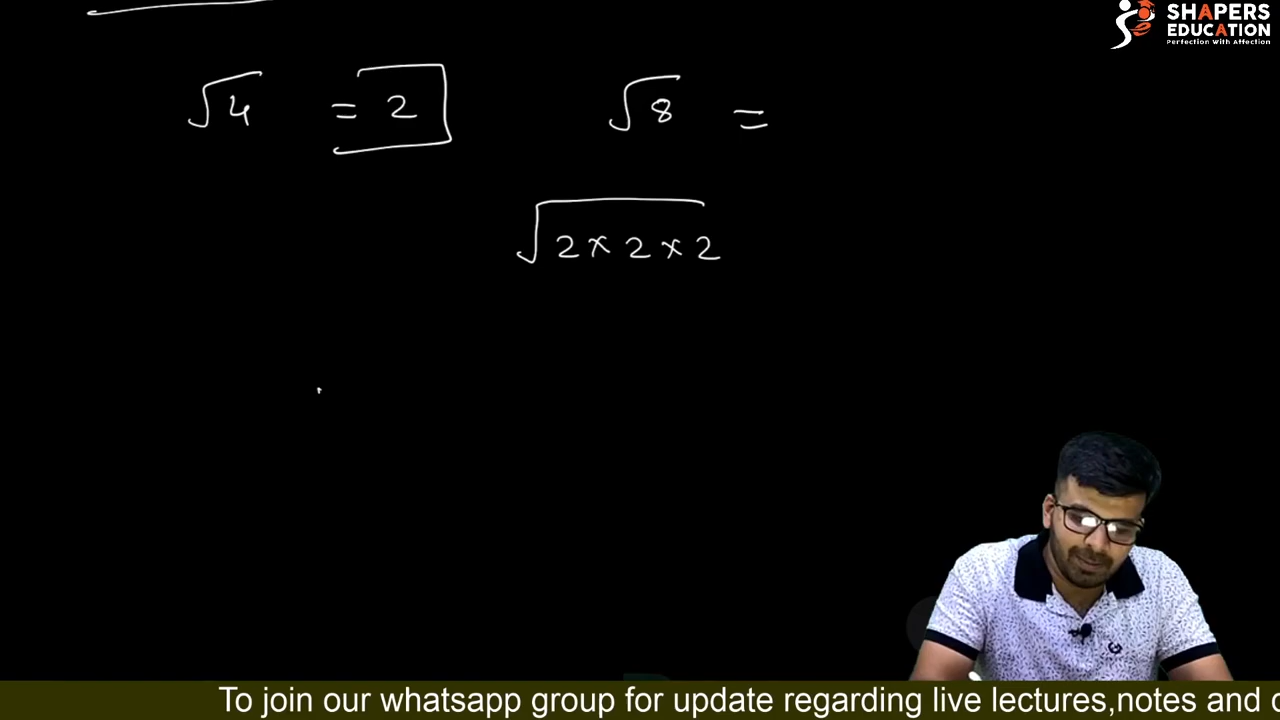 SHAPERS
EDUCATION
Perfection With Affection
√4 = 2 √8 =
√2×2×2
To join our whatsapp group for update regarding live lectures,notes and